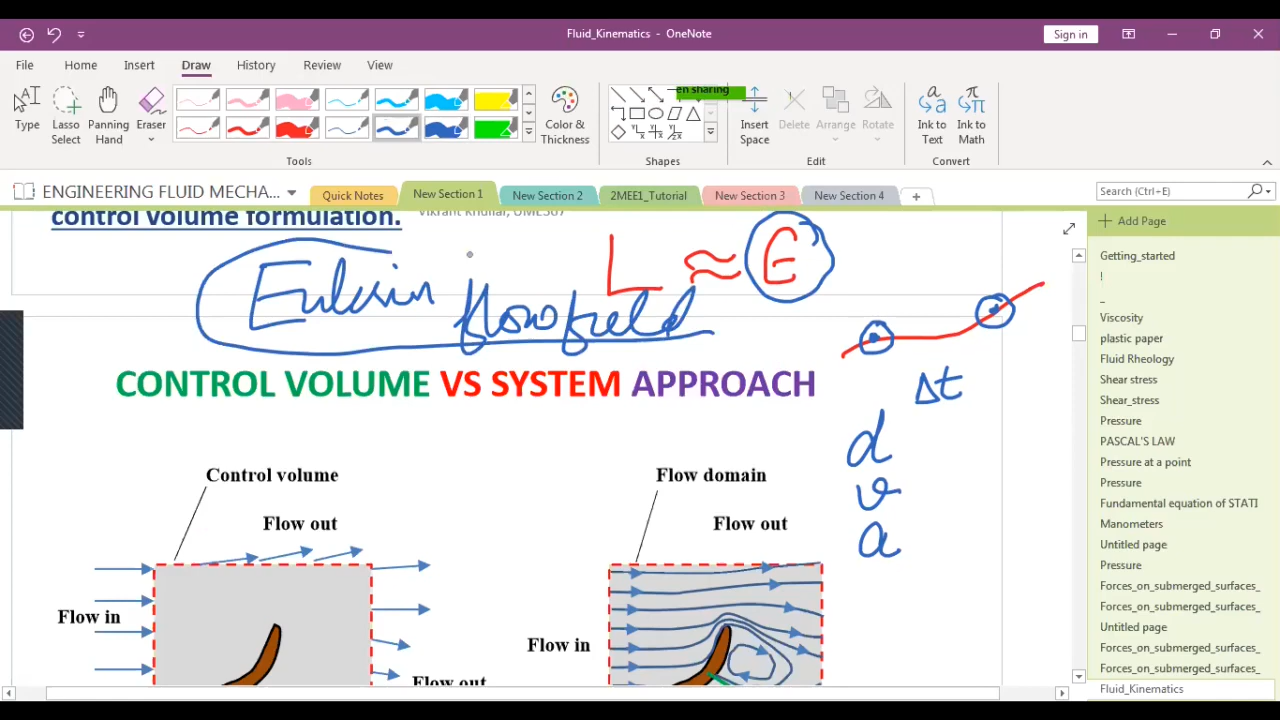 Fluid_Kinematics - OneNote
Sign in
File Home Insert Draw History Review View
en sharing
Type
Lasso Select
Panning Hand
Eraser
Color & Thickness
Insert Space
Delete
Arrange
Rotate
Ink to Text
Ink to Math
Tools Shapes Edit Convert
ENGINEERING FLUID MECHA...
Quick Notes New Section 1 New Section 2 2MEE1_Tutorial New Section 3 New Section 4
Search (Ctrl+E)
control volume formulation.
L ≈ E
flow field
CONTROL VOLUME VS SYSTEM APPROACH
Δt
d
v
a
Control volume
Flow out
Flow in
Flow out
Flow domain
Flow out
Flow in
Add Page
Getting_started
!
_
Viscosity
plastic paper
Fluid Rheology
Shear stress
Shear_stress
Pressure
PASCAL'S LAW
Pressure at a point
Pressure
Fundamental equation of STATI
Manometers
Untitled page
Pressure
Forces_on_submerged_surfaces_
Forces_on_submerged_surfaces_
Untitled page
Forces_on_submerged_surfaces_
Forces_on_submerged_surfaces_
Fluid_Kinematics